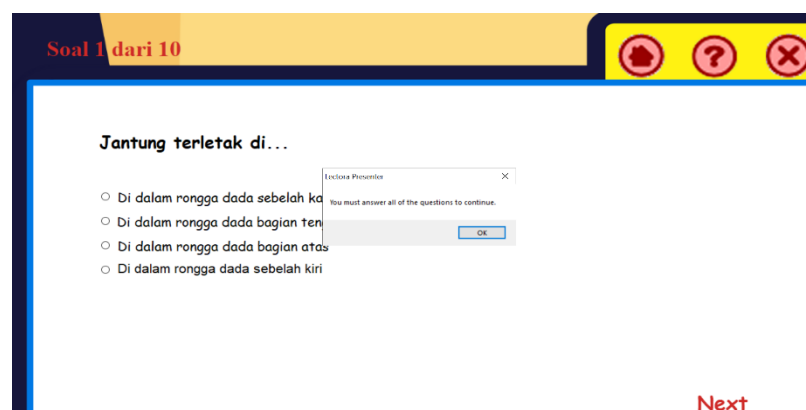 Soal 1 dari 10
?
Jantung terletak di...
Lectora Presenter
Di dalam rongga dada sebelah ka
You must answer all of the questions to continue.
Di dalam rongga dada bagian ten
OK
Di dalam rongga dada bagian atas
Di dalam rongga dada sebelah kiri
Next